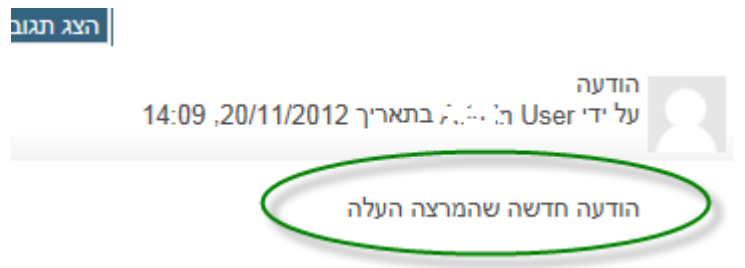 הצג תגוב
הודעה
על ידי User בתאריך 20/11/2012, 14:09
הודעה חדשה שהמרצה העלה